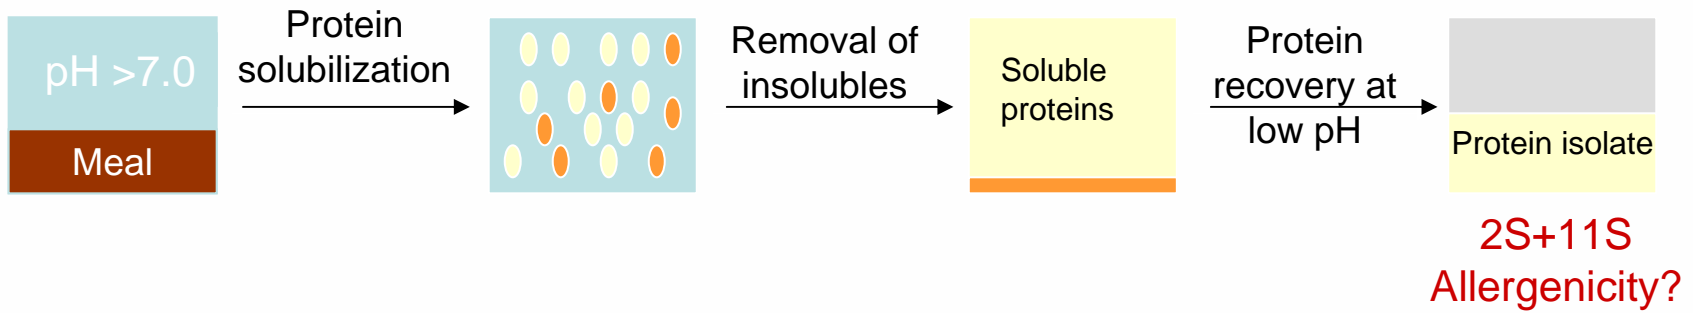 pH >7.0
Meal
Protein
solubilization
Removal of
insolubles
Soluble
proteins
Protein
recovery at
low pH
Protein isolate
2S+11S
Allergenicity?